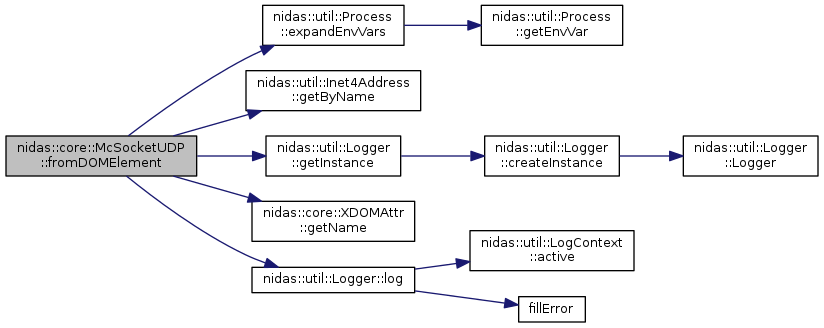 nidas::util::Process
::expandEnvVars
nidas::util::Process
::getEnvVar
nidas::util::Inet4Address
::getByName
nidas::core::McSocketUDP
::fromDOMElement
nidas::util::Logger
::getInstance
nidas::util::Logger
::createInstance
nidas::util::Logger
::Logger
nidas::core::XDOMAttr
::getName
nidas::util::LogContext
::active
nidas::util::Logger::log
fillError